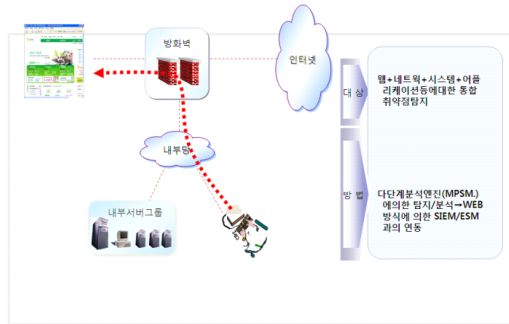 방화벽
인터넷
내부망
내부서버그룹
대 상
웹+네트웍+시스템+어플
리케이션등에대한 통합
취약점탐지
방 법
다단계분석엔진(MPSM.)
에의한 탐지/분석→WEB
방식에 의한 SIEM/ESM
과의 연동